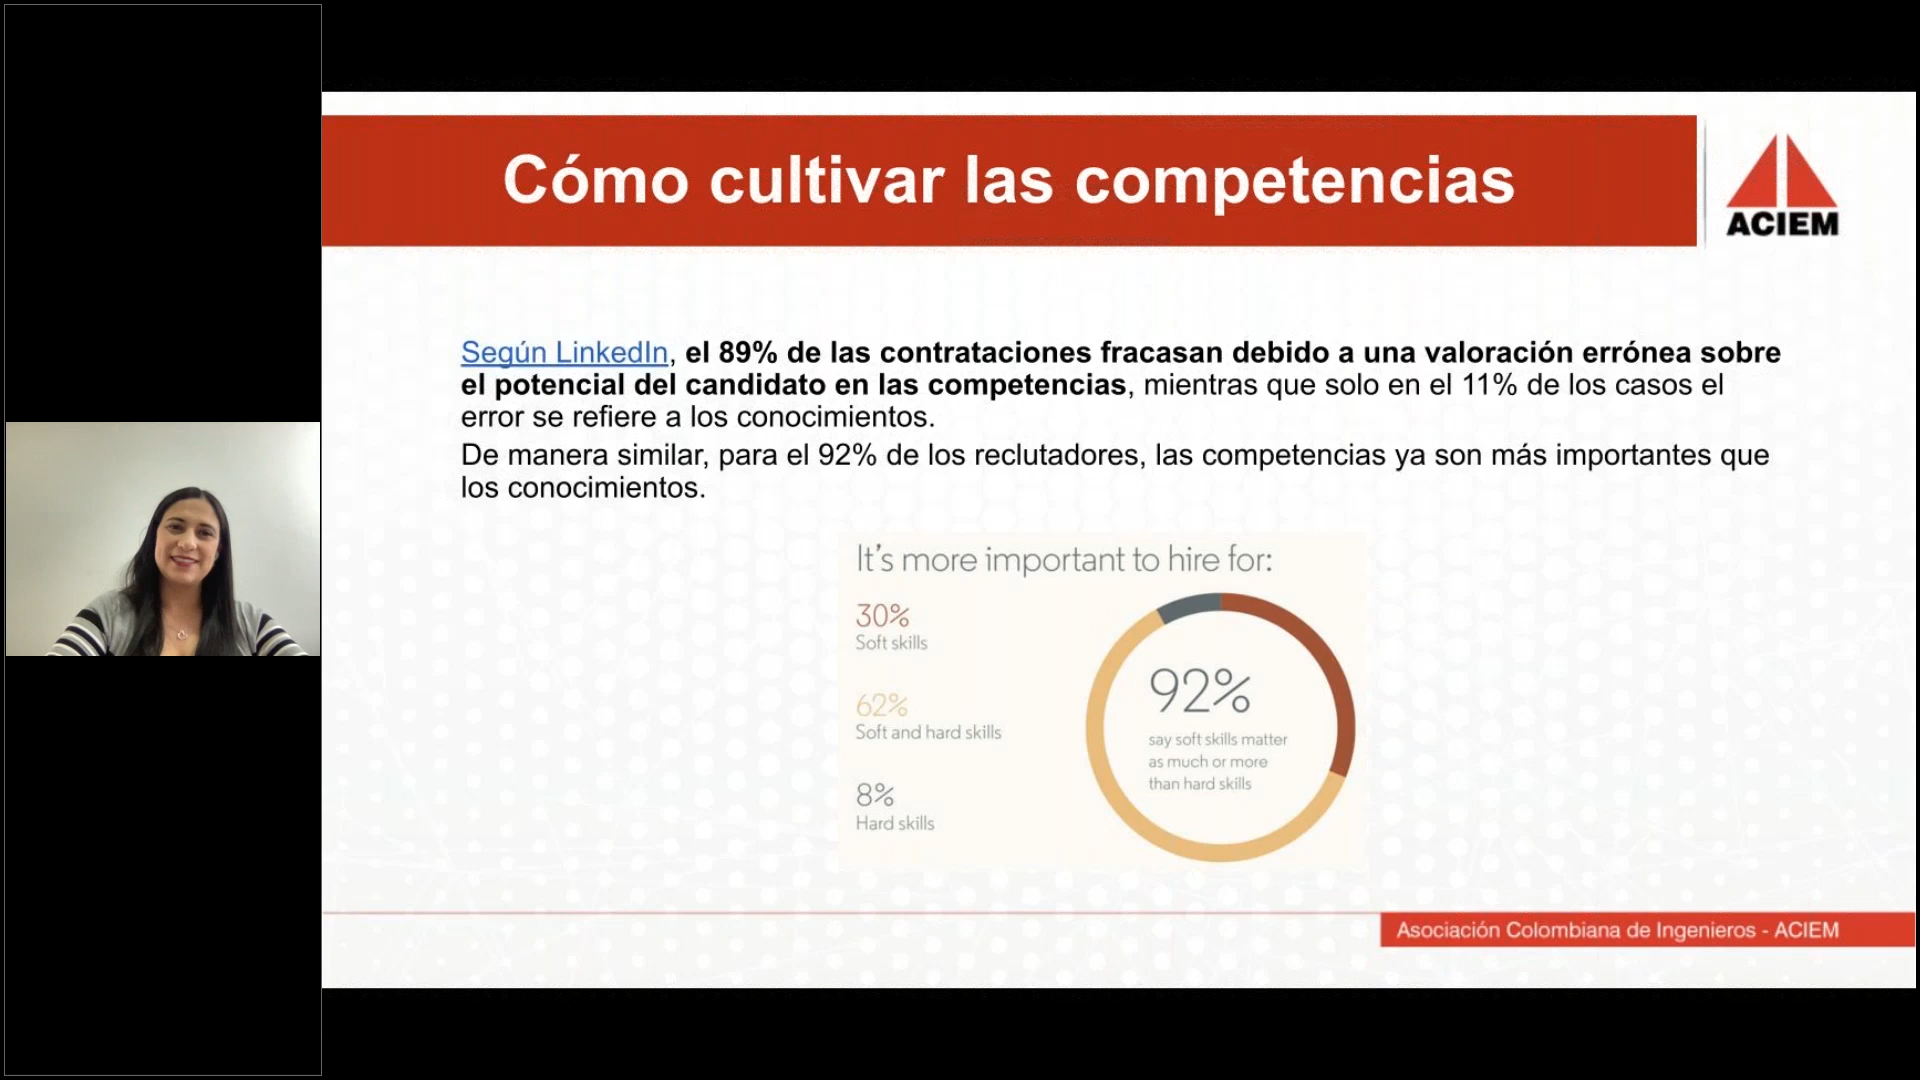 Cómo cultivar las competencias
ACIEM
Según LinkedIn, el 89% de las contrataciones fracasan debido a una valoración errónea sobre
el potencial del candidato en las competencias, mientras que solo en el 11% de los casos el
error se refiere a los conocimientos.
De manera similar, para el 92% de los reclutadores, las competencias ya son más importantes que
los conocimientos.
It's more important to hire for:
30%
Soft skills
62%
Soft and hard skills
8%
Hard skills
92%
say soft skills matter
as much or more
than hard skills
Asociación Colombiana de Ingenieros - ACIEM